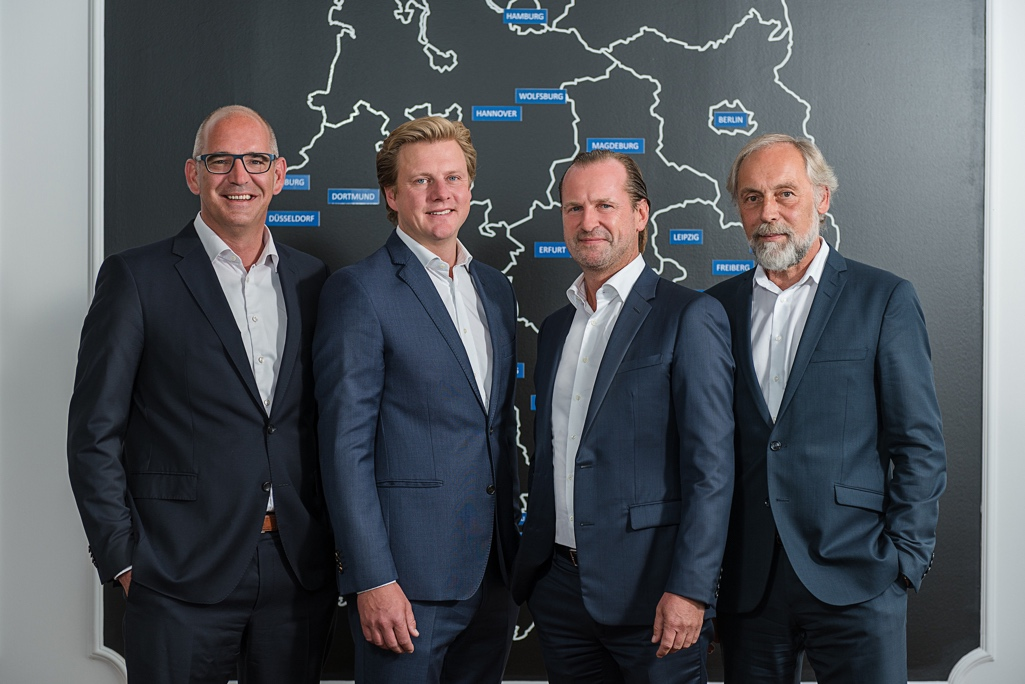 HAMBURG
WOLFSBURG
HANNOVER
BERLIN
MAGDEBURG
BURG
DORTMUND
DÜSSELDORF
LEIPZIG
ERFURT
FREIBERG